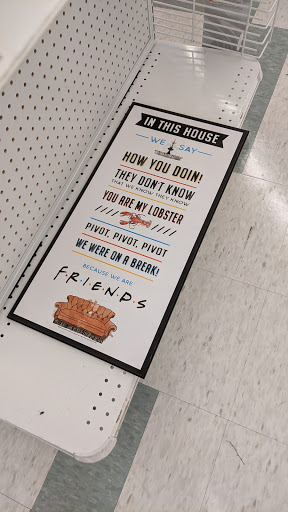 IN THIS HOUSE
WE SAY
HOW YOU DOIN!
THEY DON'T KNOW
THAT WE KNOW THEY KNOW
YOU ARE MY LOBSTER
PIVOT, PIVOT, PIVOT
WE WERE ON A BREAK!
BECAUSE WE ARE
F·R·I·E·N·D·S